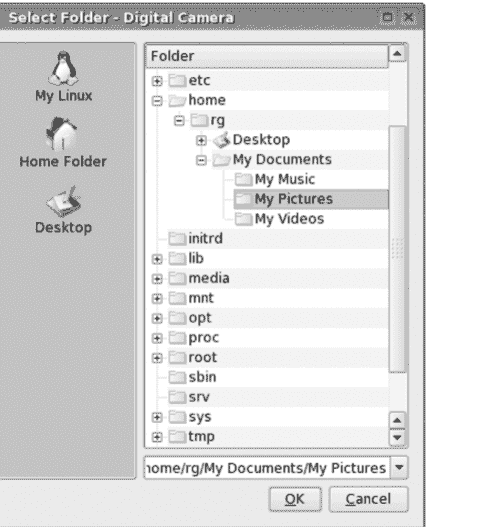 Select Folder - Digital Camera
My Linux
Home Folder
Desktop
Folder
etc
home
rg
Desktop
My Documents
My Music
My Pictures
My Videos
initrd
lib
media
mnt
opt
proc
root
sbin
srv
sys
tmp
home/rg/My Documents/My Pictures
OK
Cancel